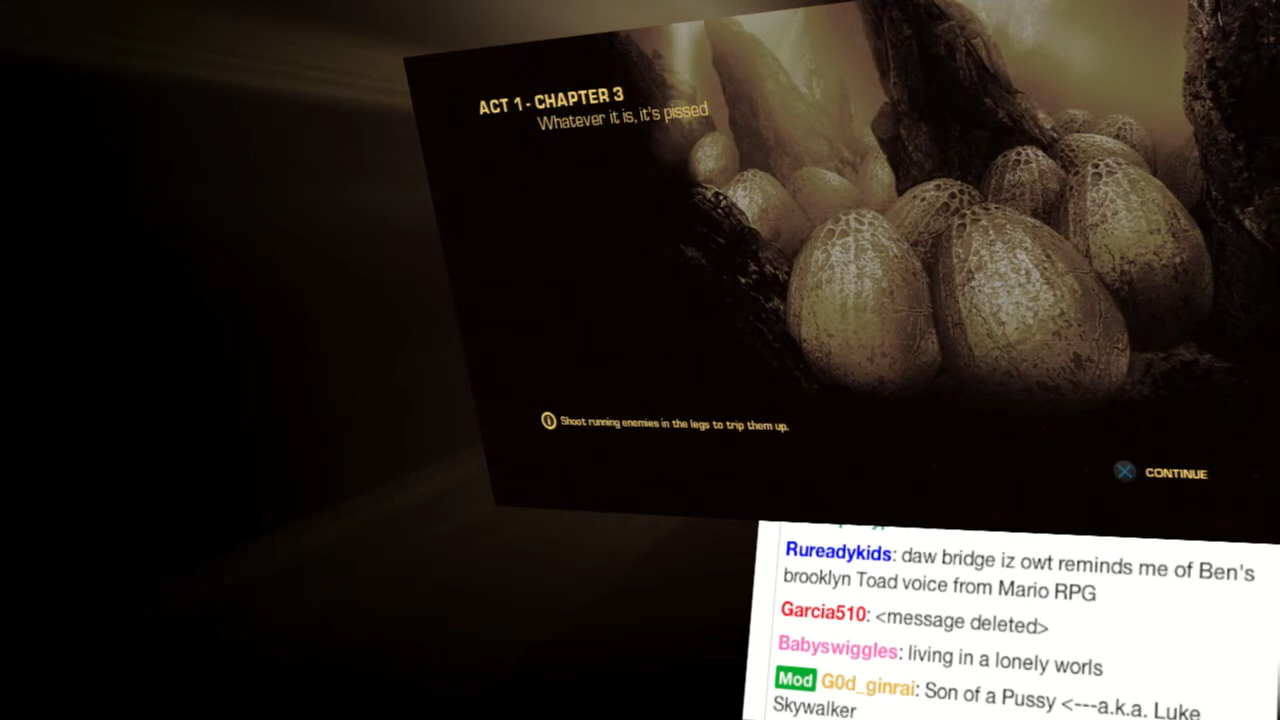 ACT 1 - CHAPTER 3
Whatever it is, it's pissed
Shoot running enemies in the legs to trip them up.
CONTINUE
Rureadykids: daw bridge iz owt reminds me of Ben's
brooklyn Toad voice from Mario RPG
Garcia510: <message deleted>
Babyswiggles: living in a lonely worls
Mod G0d_ginrai: Son of a Pussy <---a.k.a. Luke
Skywalker